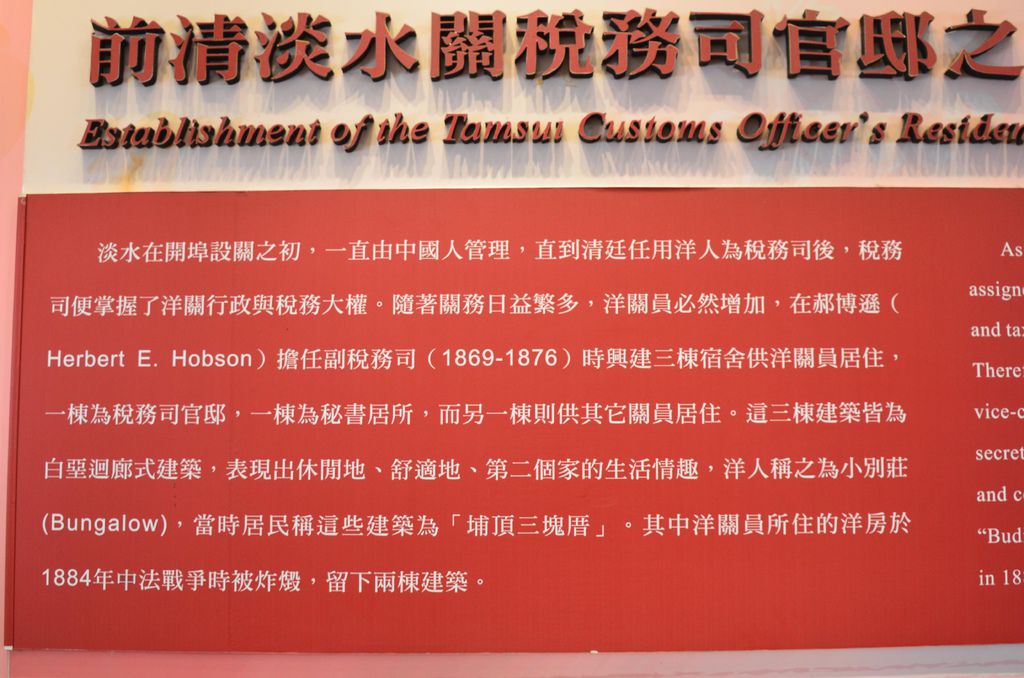 前清淡水關稅務司官邸之
Establishment of the Tamsui Customs Officer's Residen
淡水在開埠設關之初，一直由中國人管理，直到清廷任用洋人為稅務司後，稅務
司便掌握了洋關行政與稅務大權。隨著關務日益繁多，洋關員必然增加，在郝博遜（
Herbert E. Hobson）擔任副稅務司（1869-1876）時興建三棟宿舍供洋關員居住，
一棟為稅務司官邸，一棟為秘書居所，而另一棟則供其它關員居住。這三棟建築皆為
白堊迴廊式建築，表現出休閒地、舒適地、第二個家的生活情趣，洋人稱之為小別莊
(Bungalow)，當時居民稱這些建築為「埔頂三塊厝」。其中洋關員所住的洋房於
1884年中法戰爭時被炸燬，留下兩棟建築。
As
assigne
and tax
Theref
vice-c
secret
and c
“Bud
in 18